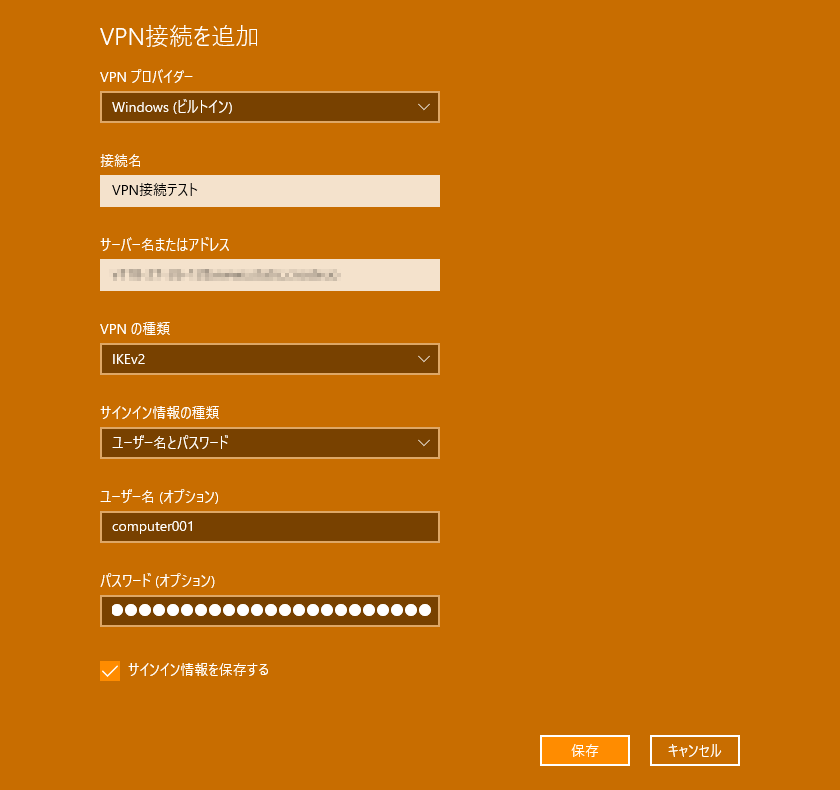 VPN接続を追加
VPN プロバイダー
Windows (ビルトイン)
接続名
VPN接続テスト
サーバー名またはアドレス
VPN の種類
IKEv2
サインイン情報の種類
ユーザー名とパスワード
ユーザー名 (オプション)
computer001
パスワード (オプション)
●●●●●●●●●●●●●●●●●●●●●●●
サインイン情報を保存する
保存 キャンセル